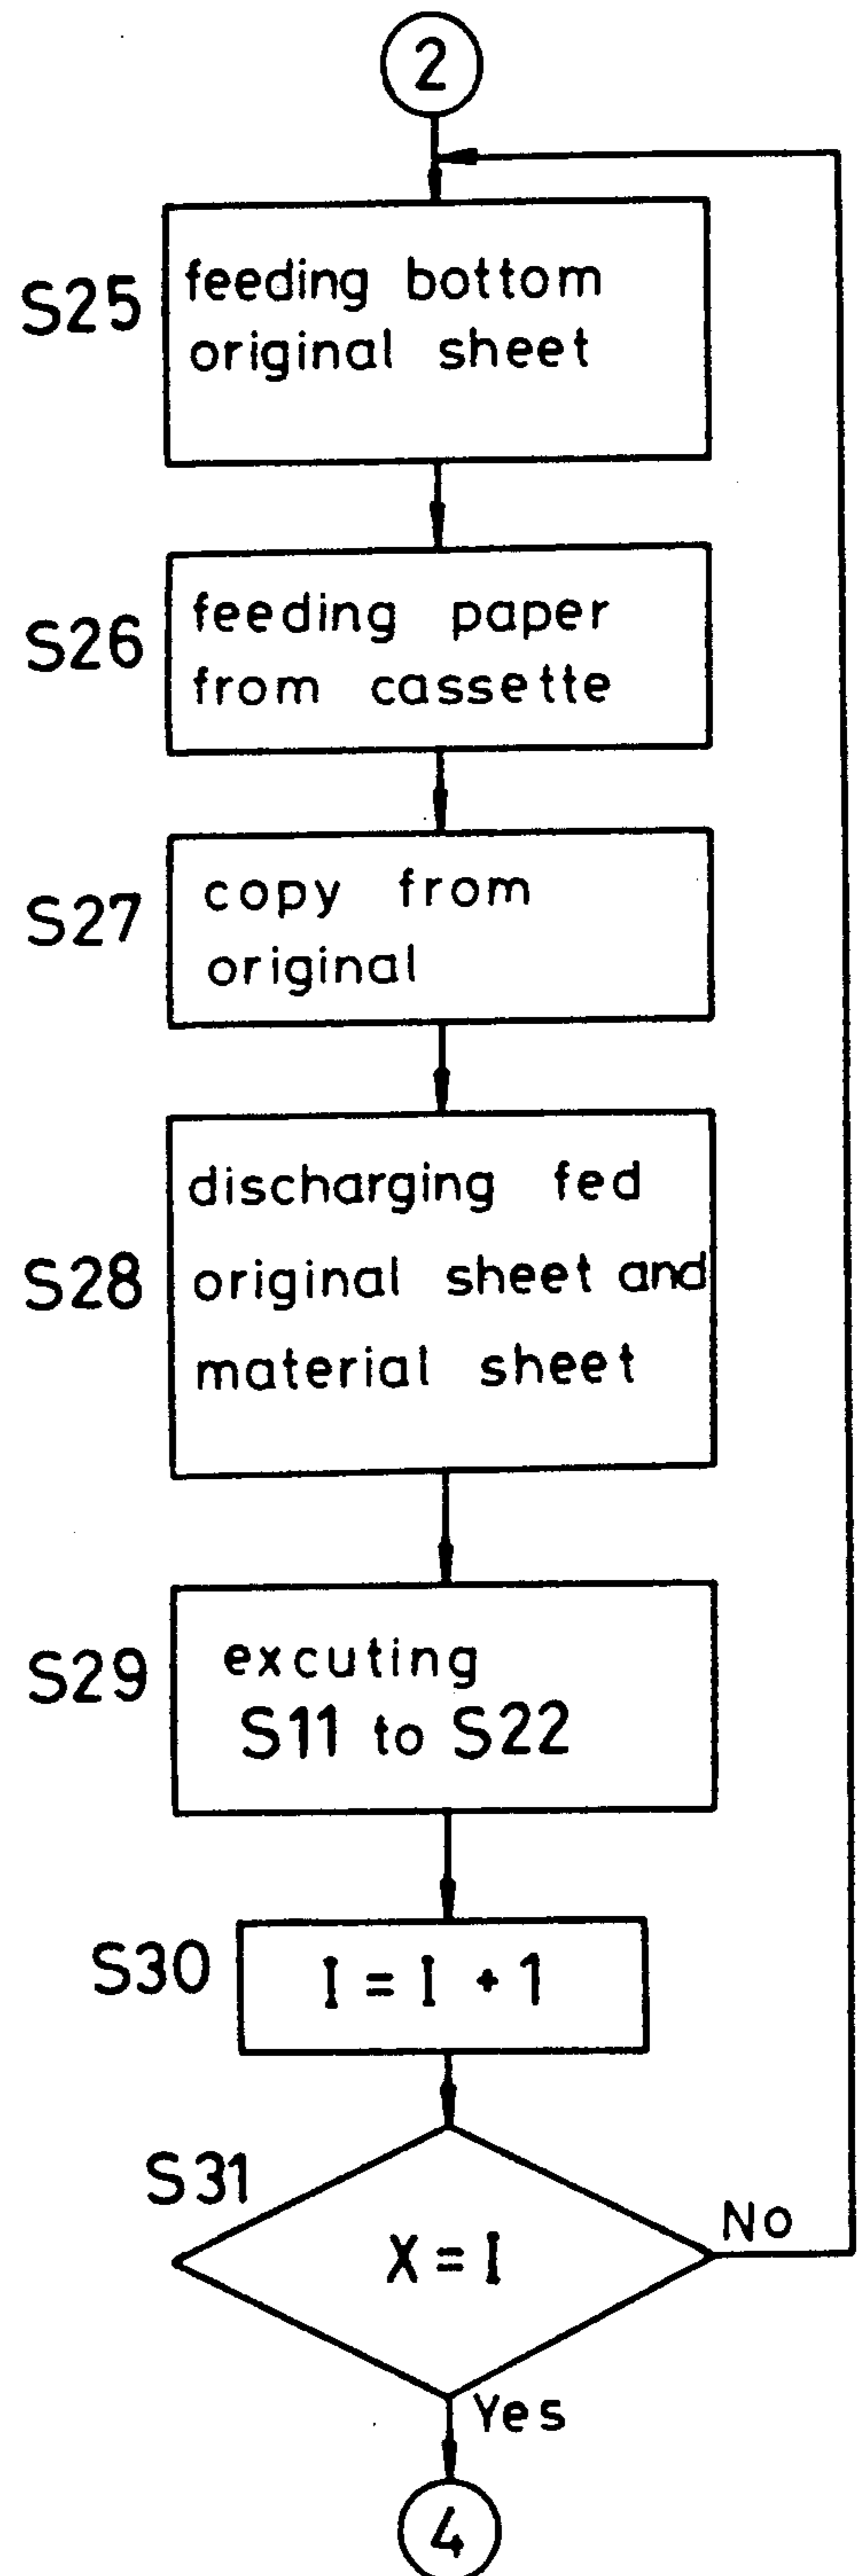 2
S25
feeding bottom
original sheet
S26
feeding paper
from cassette
S27
copy from
original
S28
discharging fed
original sheet and
material sheet
S29
excuting
S11 to S22
S30
I = I + 1
S31
X = I
No
Yes
4